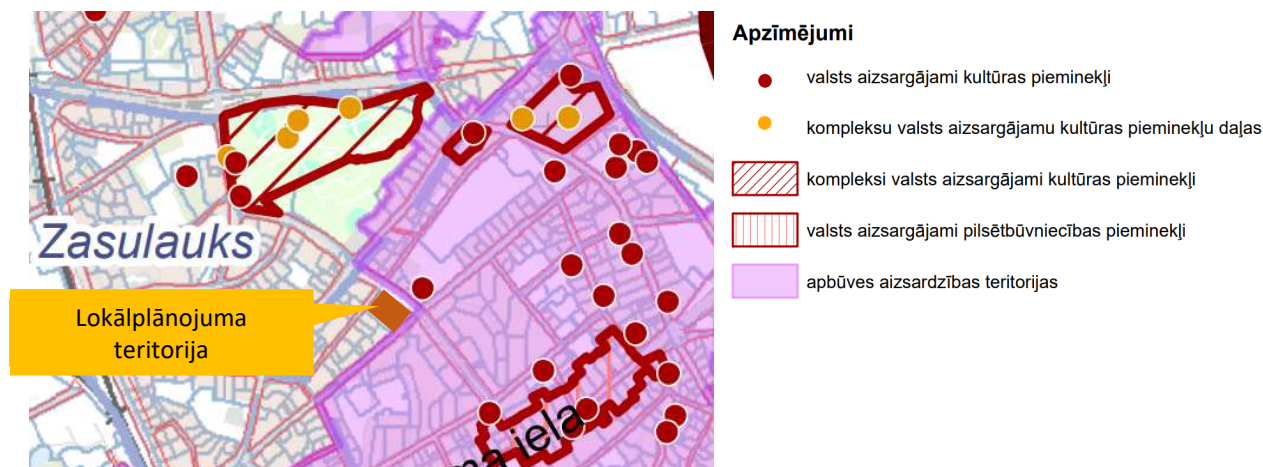 Zasulauks
Lokālplānojuma
teritorija
ma iela
Apzīmējumi
valsts aizsargājami kultūras pieminekļi
kompleksu valsts aizsargājamu kultūras pieminekļu daļas
kompleksi valsts aizsargājami kultūras pieminekļi
valsts aizsargājami pilsētbūvniecības pieminekļi
apbūves aizsardzības teritorijas